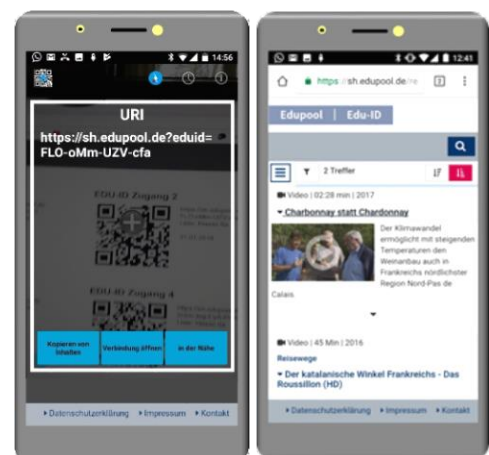 14:56
URI
https://sh.edupool.de?eduid=
FLO-oMm-UZV-cfa
EDU-ID Zugang 2
EDU-ID Zugang 4
Kopieren von
Inhalten
Verbindung öffnen
in der Nähe
Datenschutzerklärung Impressum Kontakt
12:41
https://sh.edupool.de/re
Edupool | Edu-ID
2 Treffer
Video | 02:28 min | 2017
Charbonnay statt Chardonnay
Der Klimawandel
ermöglicht mit steigenden
Temperaturen den
Weinanbau auch in
Frankreichs nördlichster
Region Nord-Pas de
Calais.
Video | 45 Min | 2016
Reisewege
Der katalanische Winkel Frankreichs - Das
Roussillon (HD)
Datenschutzerklärung Impressum Kontakt